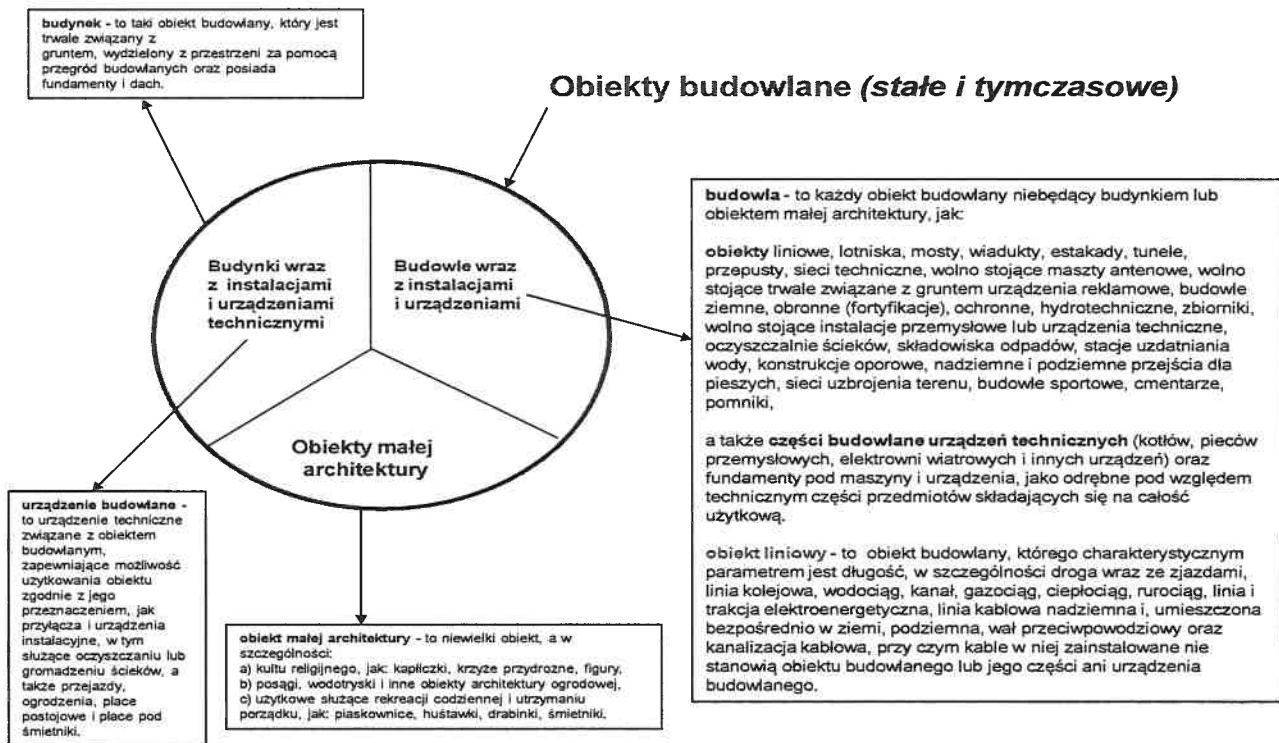 budynek - to taki obiekt budowlany, który jest
trwale związany z
gruntem, wydzielony z przestrzeni za pomocą
przegród budowlanych oraz posiada
fundamenty i dach.
Obiekty budowlane (stałe i tymczasowe)
Budynki wraz
z instalacjami
i urządzeniami
technicznymi
Budowle wraz
z instalacjami
i urządzeniami
Obiekty małej
architektury
budowla - to każdy obiekt budowlany niebędący budynkiem lub
obiektem małej architektury, jak:
obiekty liniowe, lotniska, mosty, wiadukty, estakady, tunele,
przepusty, sieci techniczne, wolno stojące maszty antenowe, wolno
stojące trwale związane z gruntem urządzenia reklamowe, budowle
ziemne, obronne (fortyfikacje), ochronne, hydrotechniczne, zbiorniki,
wolno stojące instalacje przemysłowe lub urządzenia techniczne,
oczyszczalnie ścieków, składowiska odpadów, stacje uzdatniania
wody, konstrukcje oporowe, nadziemne i podziemne przejścia dla
pieszych, sieci uzbrojenia terenu, budowle sportowe, cmentarze,
pomniki,
a także części budowlane urządzeń technicznych (kotłów, pieców
przemysłowych, elektrowni wiatrowych i innych urządzeń) oraz
fundamenty pod maszyny i urządzenia, jako odrębne pod względem
technicznym części przedmiotów składających się na całość
użytkową.
obiekt liniowy - to obiekt budowlany, którego charakterystycznym
parametrem jest długość, w szczególności droga wraz ze zjazdami,
linia kolejowa, wodociąg, kanał, gazociąg, ciepłociąg, rurociąg, linia i
trakcja elektroenergetyczna, linia kablowa nadziemna i, umieszczona
bezpośrednio w ziemi, podziemna, wał przeciwpowodziowy oraz
kanalizacja kablowa, przy czym kable w niej zainstalowane nie
stanowią obiektu budowlanego lub jego części ani urządzenia
budowlanego.
urządzenie budowlane -
to urządzenie techniczne
związane z obiektem
budowlanym,
zapewniające możliwość
użytkowania obiektu
zgodnie z jego
przeznaczeniem, jak
przyłącza i urządzenia
instalacyjne, w tym
służące oczyszczaniu lub
gromadzeniu ścieków, a
także przejazdy,
ogrodzenia, place
postojowe i place pod
śmietniki.
obiekt małej architektury - to niewielki obiekt, a w
szczególności:
a) kultu religijnego, jak: kapliczki, krzyże przydrożne, figury,
b) posągi, wodotryski i inne obiekty architektury ogrodowej,
c) użytkowe służące rekreacji codziennej i utrzymaniu
porządku, jak: piaskownice, huśtawki, drabinki, śmietniki.